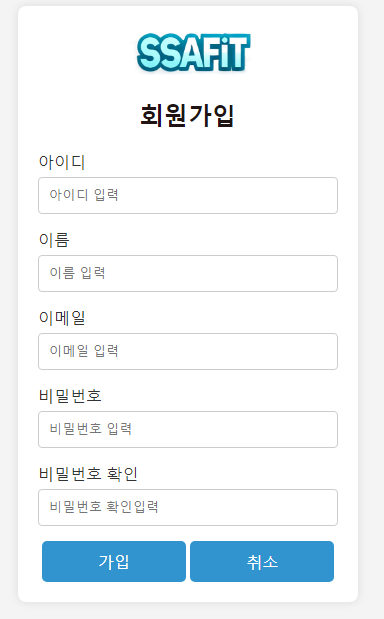 SSAFiT
회원가입
아이디
아이디 입력
이름
이름 입력
이메일
이메일 입력
비밀번호
비밀번호 입력
비밀번호 확인
비밀번호 확인입력
가입 취소